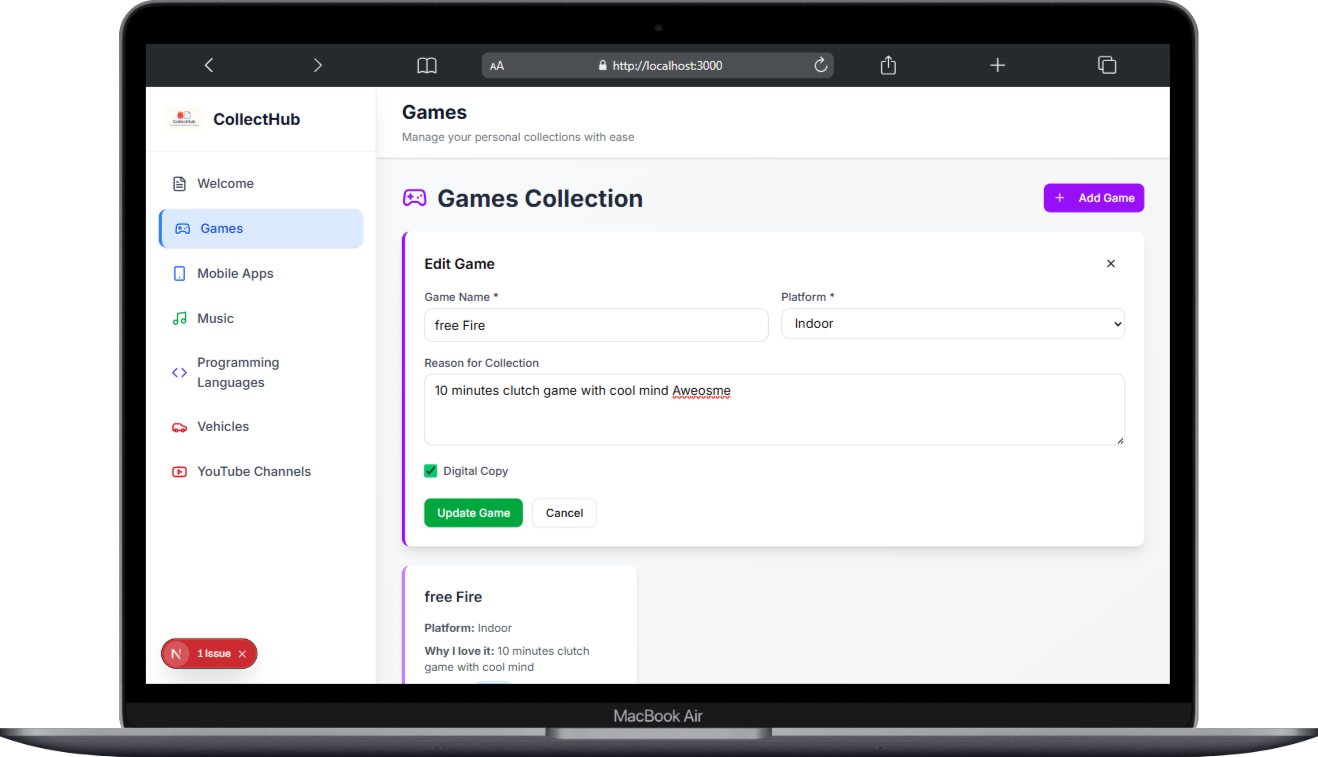 AA http://localhost:3000
CollectHub
CollectHub
Games
Manage your personal collections with ease
Welcome
Games
Mobile Apps
Music
Programming
Languages
Vehicles
YouTube Channels
N 1 Issue
Games Collection
+ Add Game
Edit Game
Game Name * Platform *
free Fire Indoor
Reason for Collection
10 minutes clutch game with cool mind Aweosme
Digital Copy
Update Game Cancel
free Fire
Platform: Indoor
Why I love it: 10 minutes clutch
game with cool mind
MacBook Air